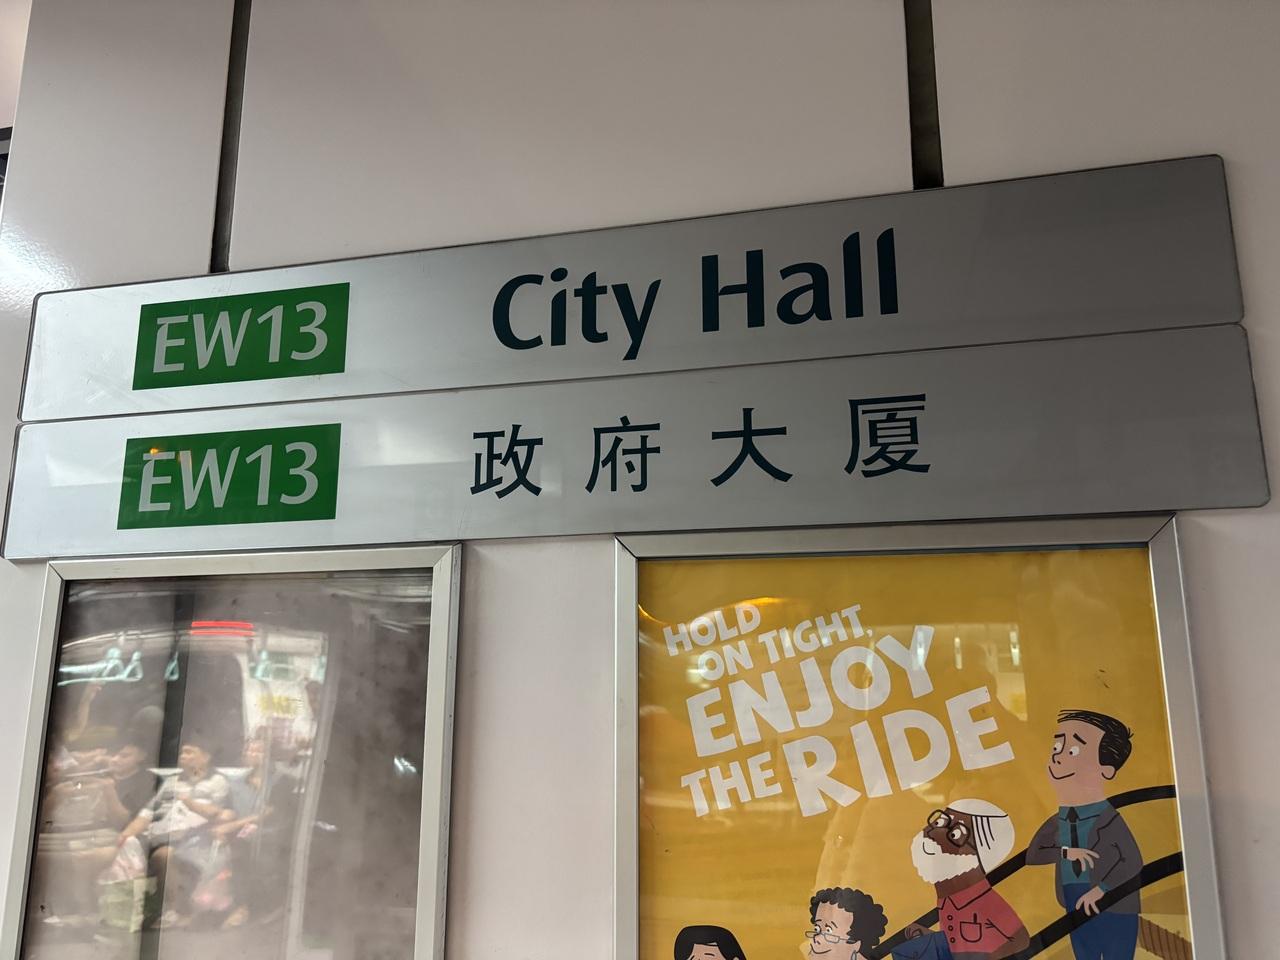 EW13 City Hall
EW13 政府大厦
HOLD
ON TIGHT,
ENJOY
THE RIDE